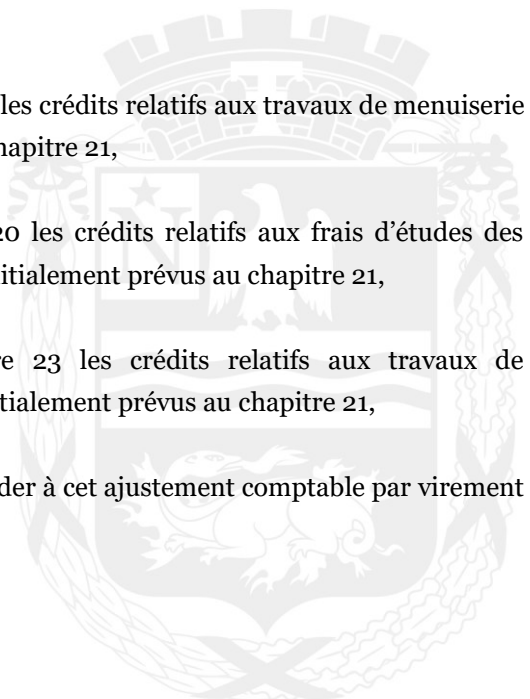 les crédits relatifs aux travaux de menuiserie
hapitre 21,
20 les crédits relatifs aux frais d’études des
itialement prévus au chapitre 21,
re 23 les crédits relatifs aux travaux de
tialement prévus au chapitre 21,
der à cet ajustement comptable par virement
N